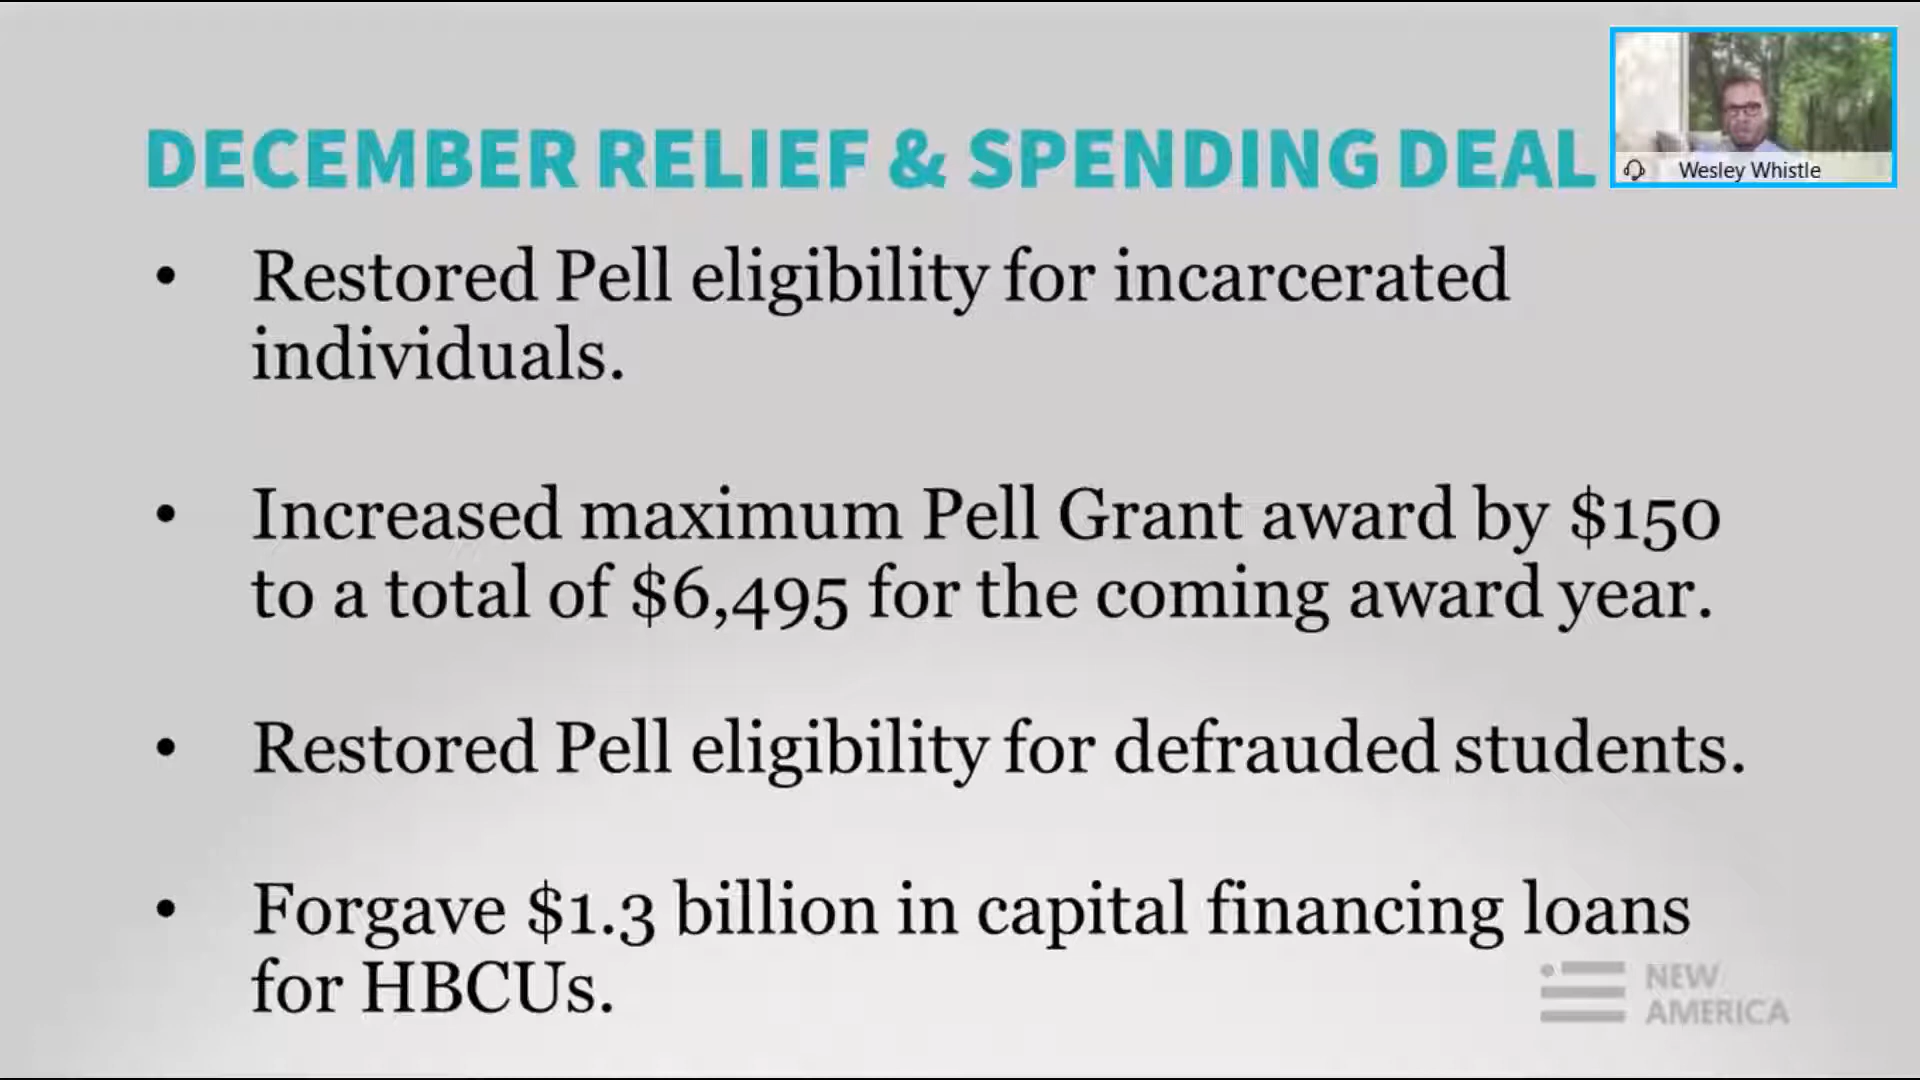 DECEMBER RELIEF & SPENDING DEAL
Wesley Whistle
• Restored Pell eligibility for incarcerated
individuals.
• Increased maximum Pell Grant award by $150
to a total of $6,495 for the coming award year.
• Restored Pell eligibility for defrauded students.
• Forgave $1.3 billion in capital financing loans
for HBCUs.
NEW
AMERICA